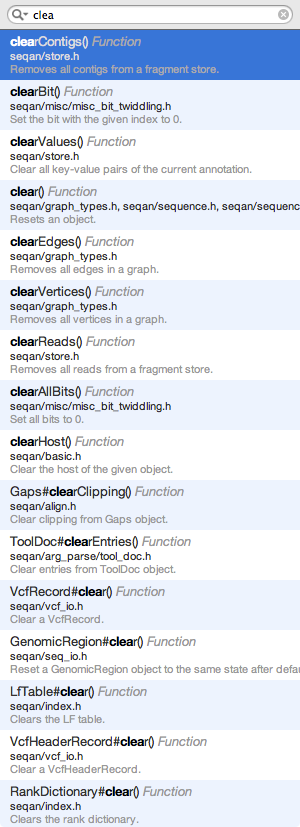 clea
clearContigs() Function
seqan/store.h
Removes all contigs from a fragment store.
clearBit() Function
seqan/misc/misc_bit_twiddling.h
Set the bit with the given index to 0.
clearValues() Function
seqan/store.h
Clear all key-value pairs of the current annotation.
clear() Function
seqan/graph_types.h, seqan/sequence.h, seqan/sequenc
Resets an object.
clearEdges() Function
seqan/graph_types.h
Removes all edges in a graph.
clearVertices() Function
seqan/graph_types.h
Removes all vertices in a graph.
clearReads() Function
seqan/store.h
Removes all reads from a fragment store.
clearAllBits() Function
seqan/misc/misc_bit_twiddling.h
Set all bits to 0.
clearHost() Function
seqan/basic.h
Clear the host of the given object.
Gaps#clearClipping() Function
seqan/align.h
Clear clipping from Gaps object.
ToolDoc#clearEntries() Function
seqan/arg_parse/tool_doc.h
Clear entries from ToolDoc object.
VcfRecord#clear() Function
seqan/vcf_io.h
Clear a VcfRecord.
GenomicRegion#clear() Function
seqan/seq_io.h
Reset a GenomicRegion object to the same state after defau
LfTable#clear() Function
seqan/index.h
Clears the LF table.
VcfHeaderRecord#clear() Function
seqan/vcf_io.h
Clear a VcfHeaderRecord.
RankDictionary#clear() Function
seqan/index.h
Clears the rank dictionary.